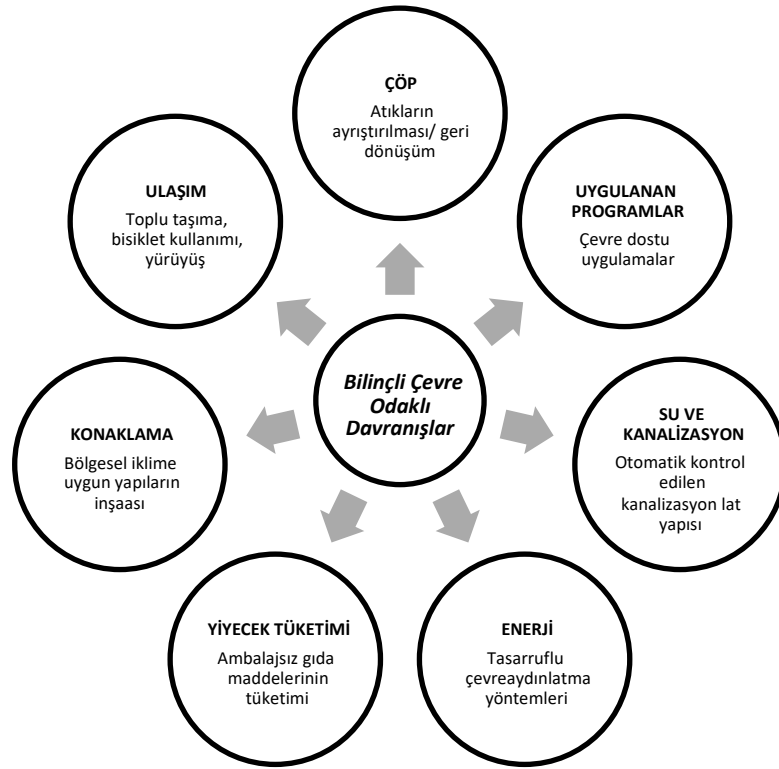 ÇÖP
Atıkların
ayrıştırılması/ geri
dönüşüm
UYGULANAN
PROGRAMLAR
Çevre dostu
uygulamalar
SU VE
KANALİZASYON
Otomatik kontrol
edilen
kanalizasyon lat
yapısı
ENERJİ
Tasarruflu
çevreaydınlatma
yöntemleri
YİYECEK TÜKETİMİ
Ambalajsız gıda
maddelerinin
tüketimi
KONAKLAMA
Bölgesel iklime
uygun yapıların
inşaası
ULAŞIM
Toplu taşıma,
bisiklet kullanımı,
yürüyüş
Bilinçli Çevre
Odaklı
Davranışlar